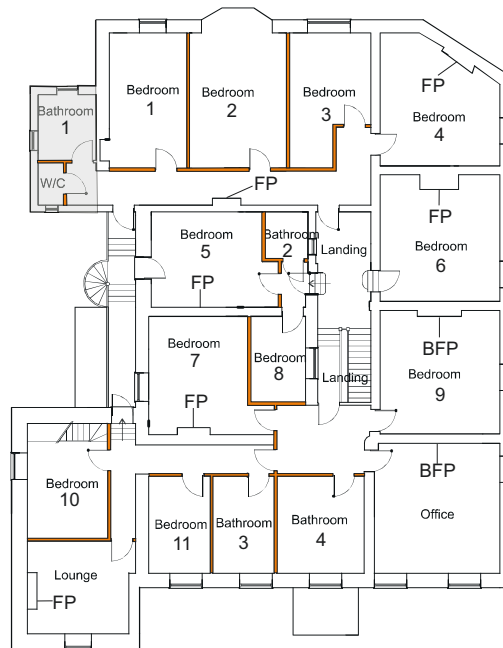 Bedroom
1
Bedroom
2
Bedroom
3
FP
Bedroom
4
Bathroom
1
W/C
FP
Bedroom
5
FP
Bathroom
2
Landing
FP
Bedroom
6
Bedroom
7
FP
Bedroom
8
Landing
BFP
Bedroom
9
Bedroom
10
Bedroom
11
Bathroom
3
Bathroom
4
BFP
Office
Lounge
FP